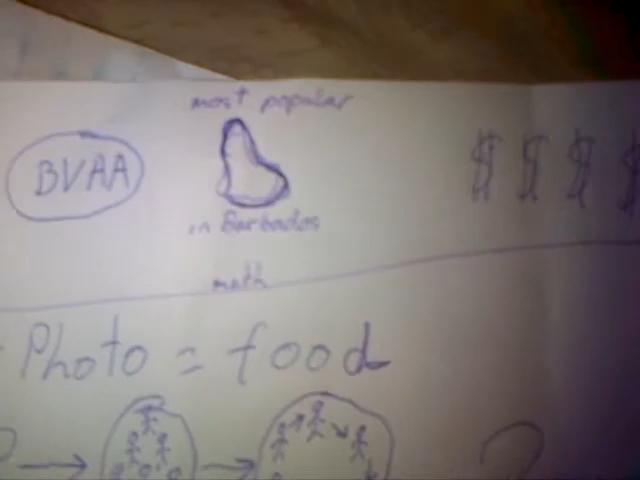 most popular
BVAA
$ $ $ $
in Barbados
math
Photo = food
?